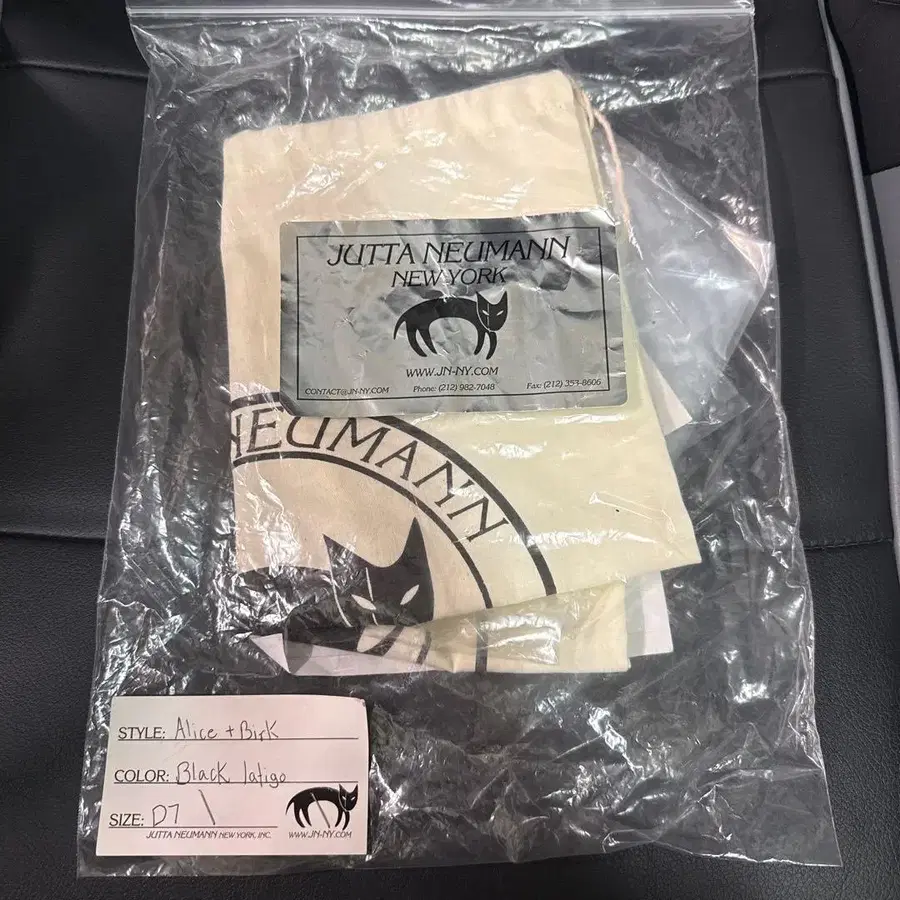 JUTTA NEUMANN
NEW YORK
WWW.JN-NY.COM
CONTACT@JN-NY.COM Phone: (212) 982-7048 Fax: (212) 353-8606
NEUMANN
STYLE: Alice + Birk
COLOR: Black latigo
SIZE: D7 \
JUTTA NEUMANN NEW YORK, INC. WWW.JN-NY.COM